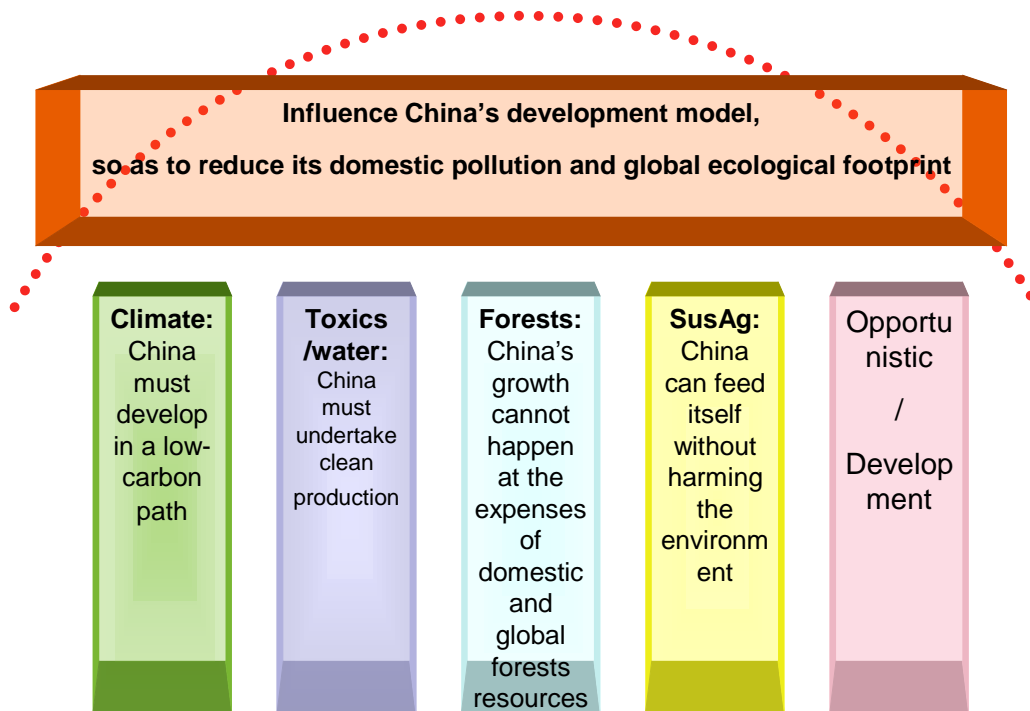 Influence China's development model,
so as to reduce its domestic pollution and global ecological footprint
Climate:
China
must
develop
in a low-
carbon
path
Toxics
/water:
China
must
undertake
clean
production
Forests:
China's
growth
cannot
happen
at the
expenses
of
domestic
and
global
forests
resources
SusAg:
China
can feed
itself
without
harming
the
environm
ent
Opportu
nistic
/
Develop
ment